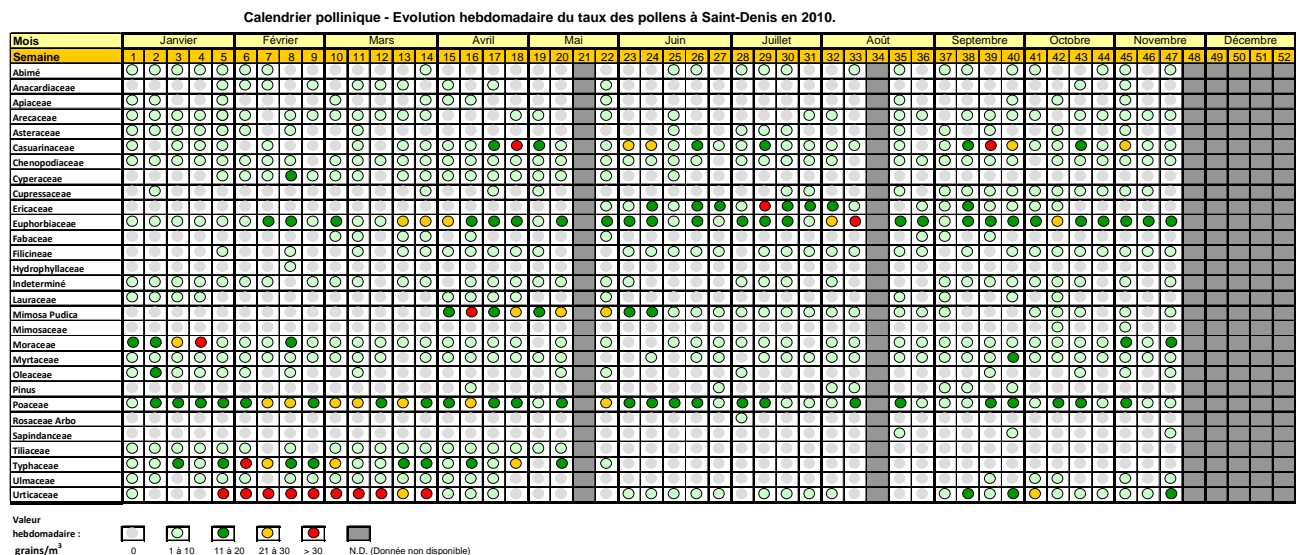 Calendrier pollinique - Evolution hebdomadaire du taux des pollens à Saint-Denis en 2010.
Mois Janvier Février Mars Avril Mai Juin Juillet Août Septembre Octobre Novembre Décembre
Semaine 1 2 3 4 5 6 7 8 9 10 11 12 13 14 15 16 17 18 19 20 21 22 23 24 25 26 27 28 29 30 31 32 33 34 35 36 37 38 39 40 41 42 43 44 45 46 47 48 49 50 51 52
Abimé
Anacardiaceae
Apiaceae
Arecaceae
Asteraceae
Casuarinaceae
Chenopodiaceae
Cyperaceae
Cupressaceae
Ericaceae
Euphorbiaceae
Fabaceae
Filicineae
Hydrophyllaceae
Indeterminé
Lauraceae
Mimosa Pudica
Mimosaceae
Moraceae
Myrtaceae
Oleaceae
Pinus
Poaceae
Rosaceae Arbo
Sapindanceae
Tiliaceae
Typhaceae
Ulmaceae
Urticaceae
Valeur
hebdomadaire :
grains/m³ 0 1 à 10 11 à 20 21 à 30 > 30 N.D. (Donnée non disponible)